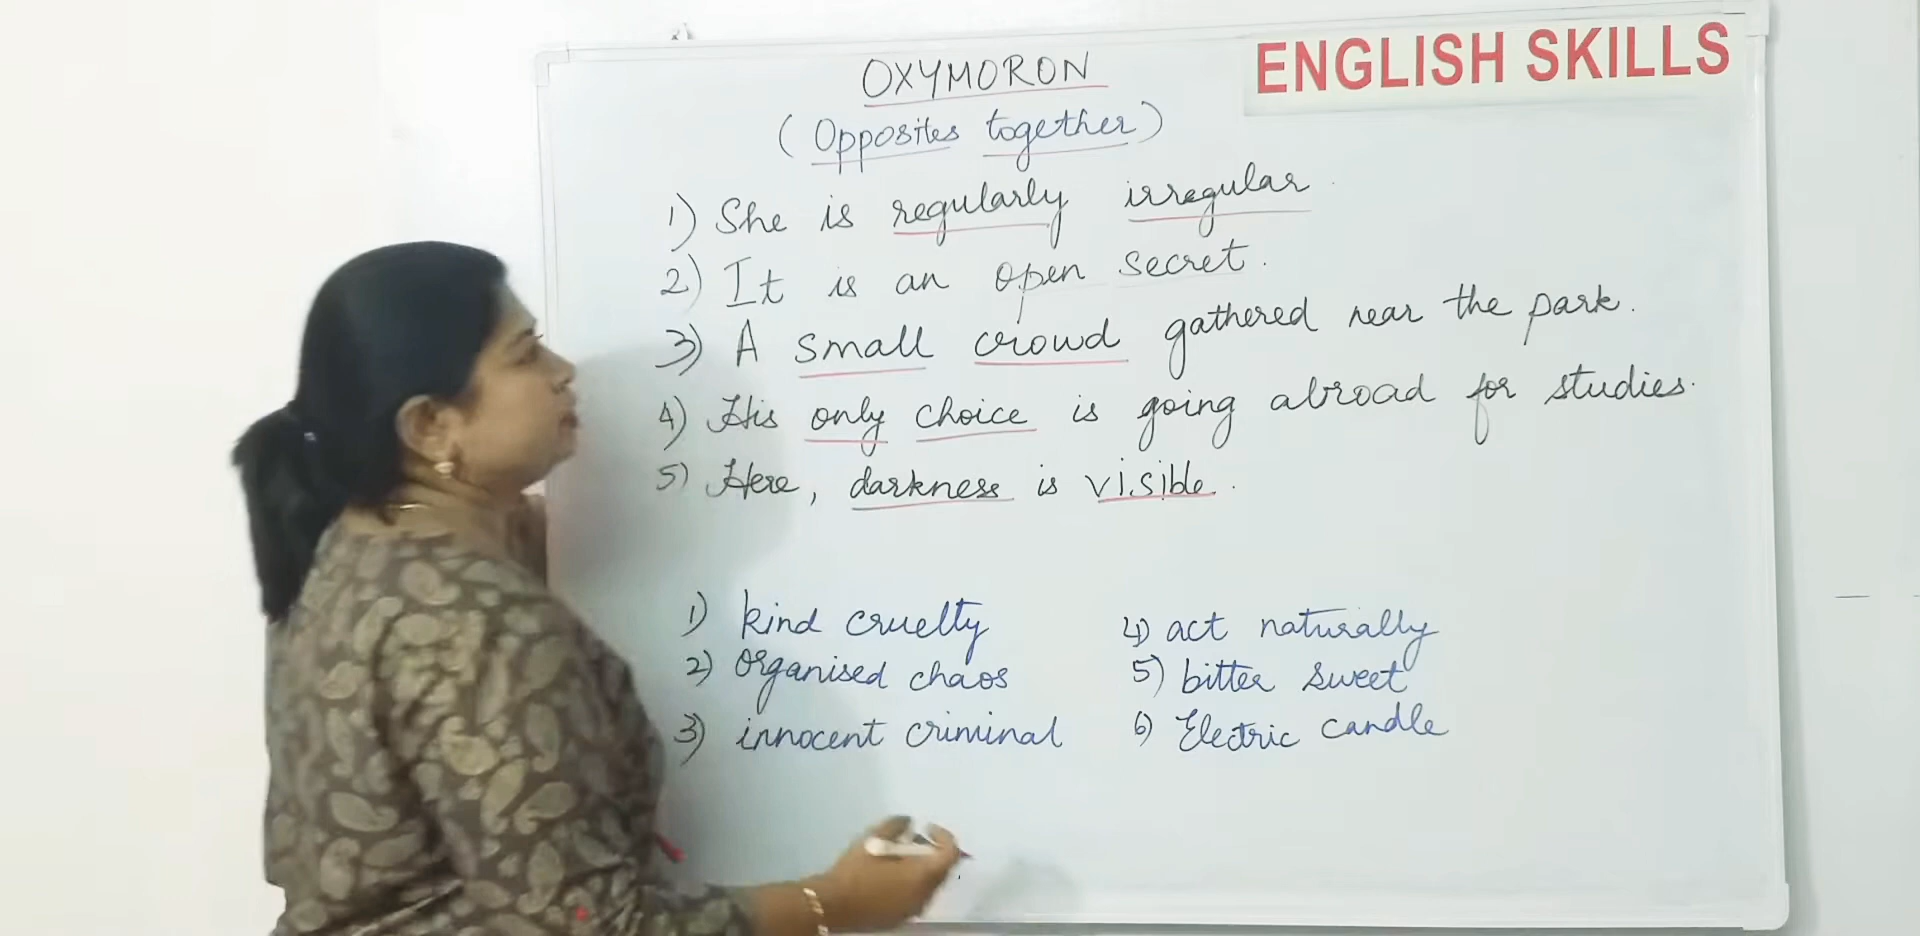 ENGLISH SKILLS
OXYMORON
(Opposites together)
1) She is regularly irregular.
2) It is an open secret.
3) A small crowd gathered near the park.
4) His only choice is going abroad for studies.
5) Here, darkness is visible.
1) kind cruelty
2) organised chaos
3) innocent criminal
4) act naturally
5) bitter sweet
6) Electric candle